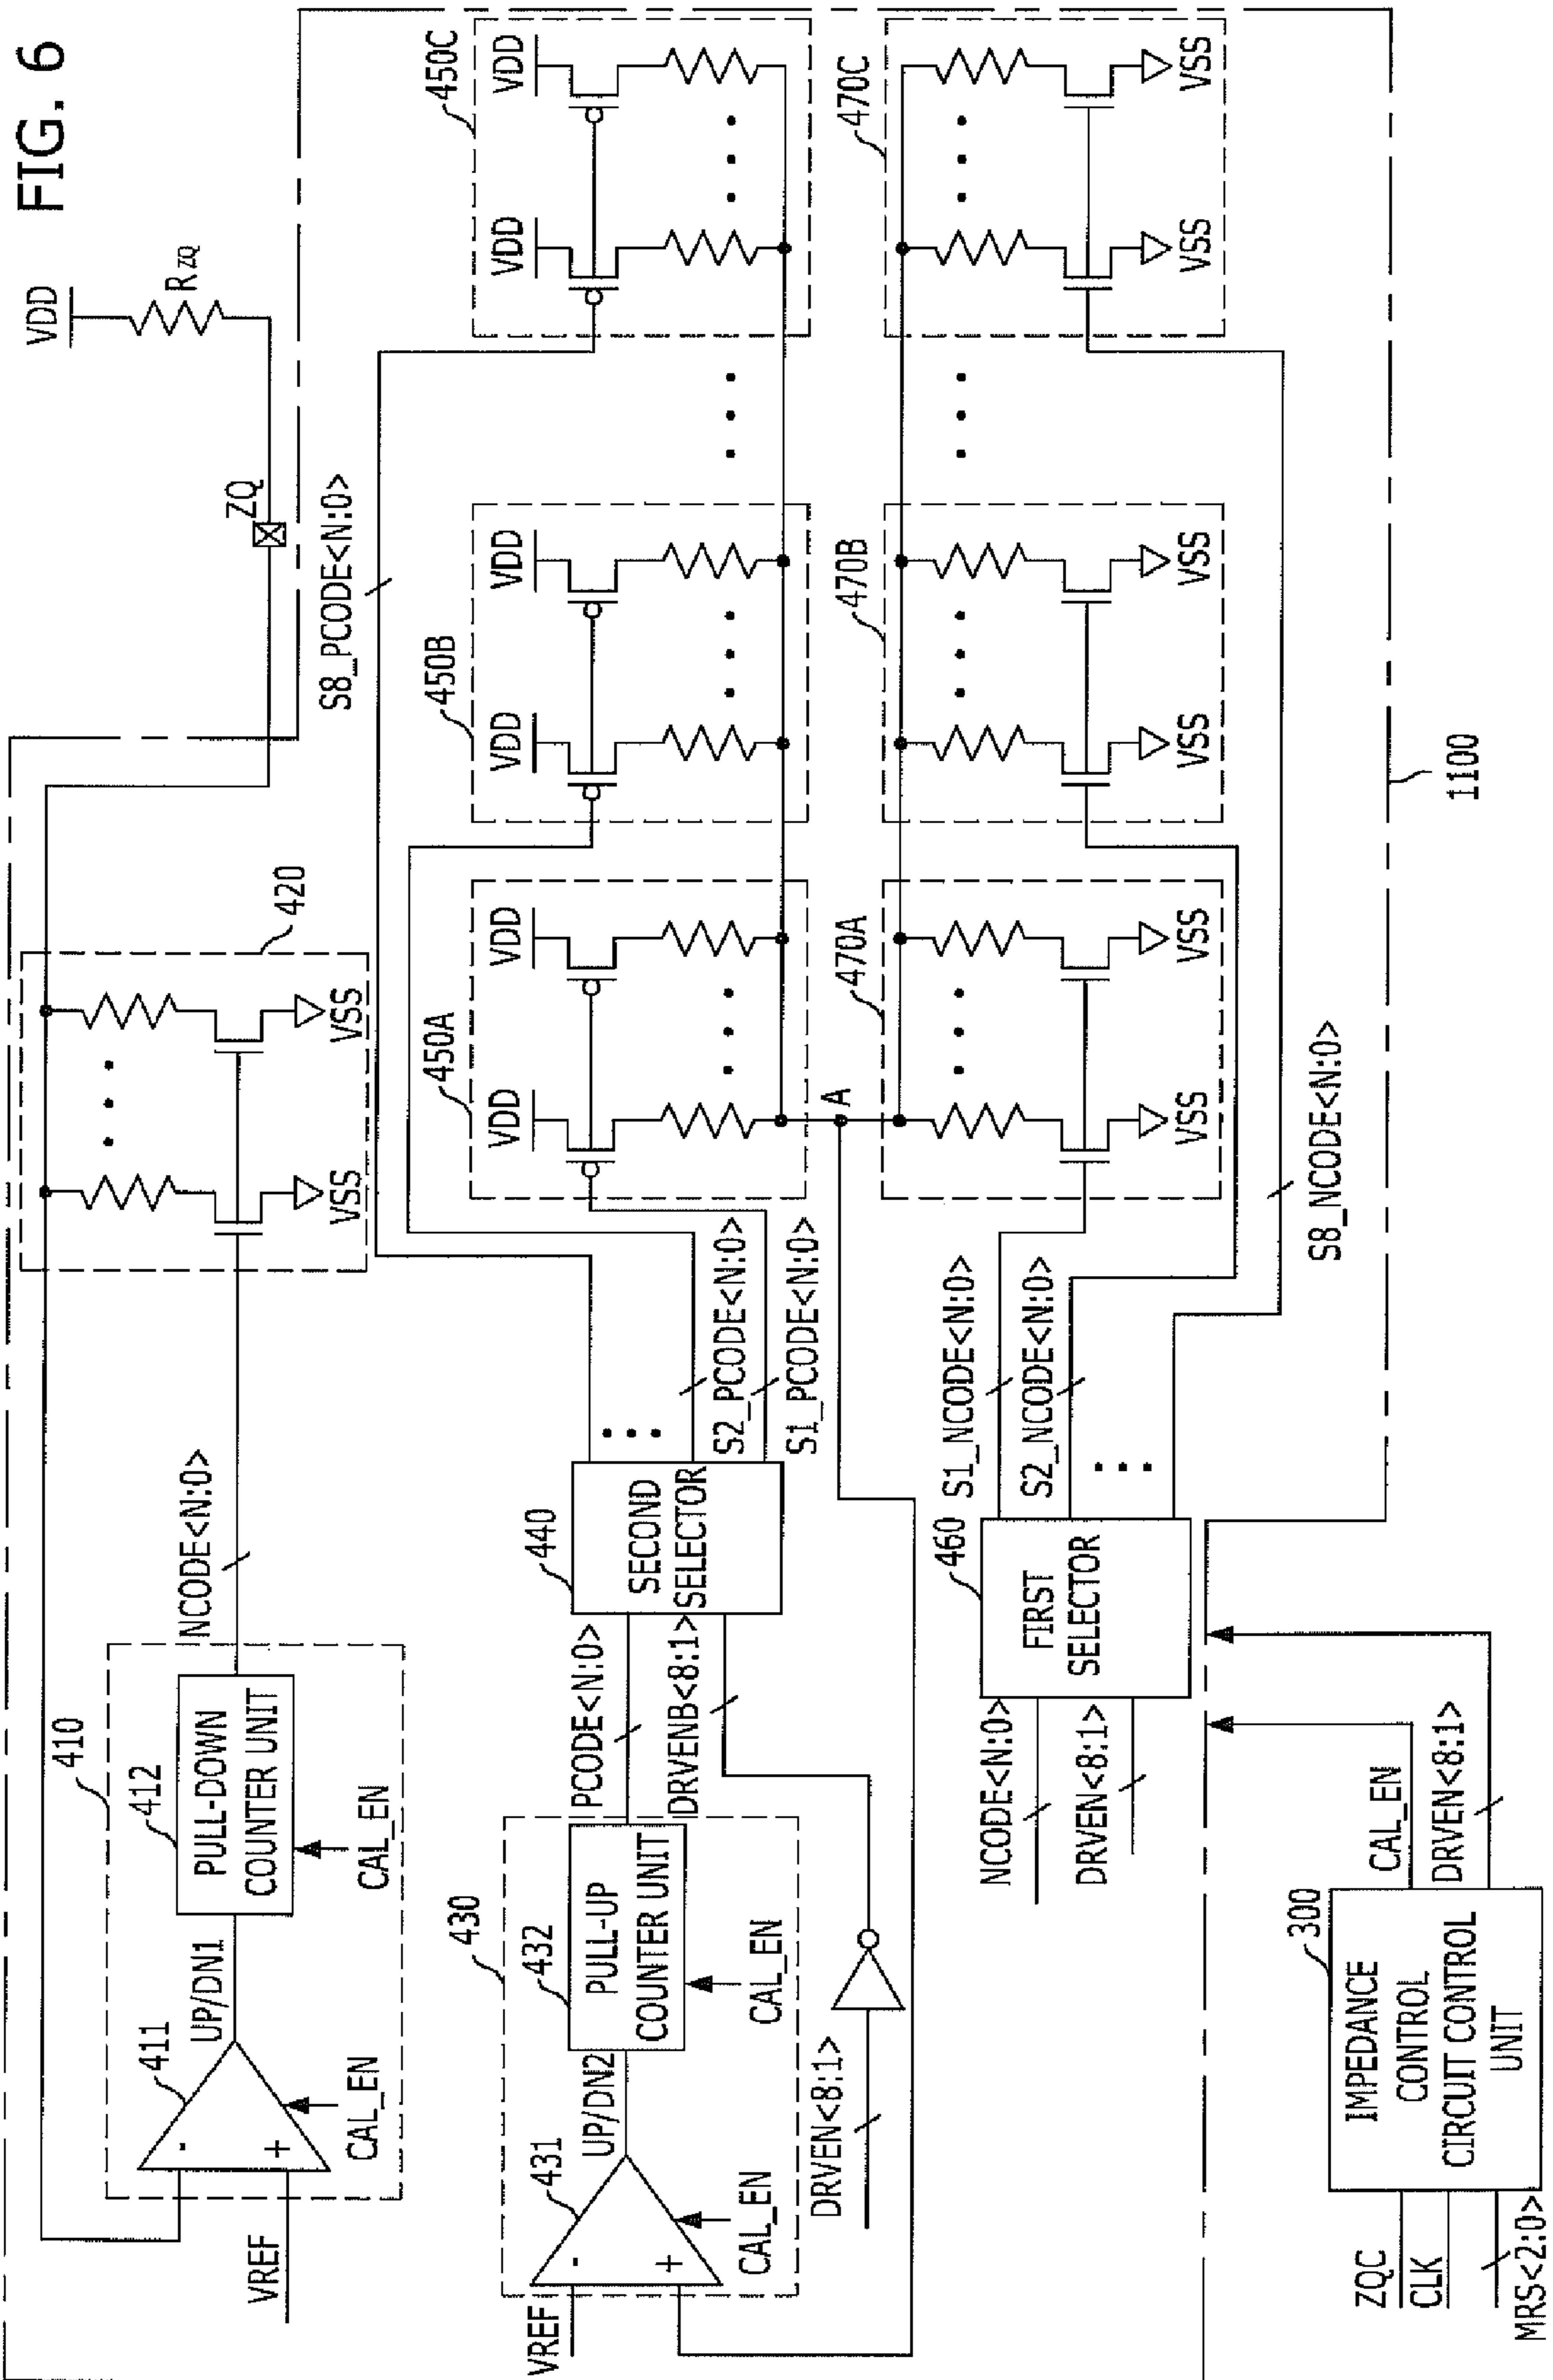 FIG. 6
VDD
RZQ
ZQ
420
VSS
VSS
410
411
UP/DN1
412
PULL-DOWN
COUNTER UNIT
NCODE<N:0>
CAL_EN
CAL_EN
VREF
S8_PCODE<N:0>
450A
VDD
VDD
450B
VDD
VDD
450C
VDD
VDD
430
431
UP/DN2
432
PULL-UP
COUNTER UNIT
PCODE<N:0>
DRVENB<8:1>
440
SECOND
SELECTOR
S2_PCODE<N:0>
S1_PCODE<N:0>
VREF
CAL_EN
CAL_EN
DRVEN<8:1>
A
470A
VSS
VSS
470B
VSS
VSS
470C
VSS
VSS
460
FIRST
SELECTOR
NCODE<N:0>
DRVEN<8:1>
S1_NCODE<N:0>
S2_NCODE<N:0>
S8_NCODE<N:0>
300
IMPEDANCE
CONTROL
CIRCUIT CONTROL
UNIT
ZQC
CLK
MRS<2:0>
CAL_EN
DRVEN<8:1>
1100